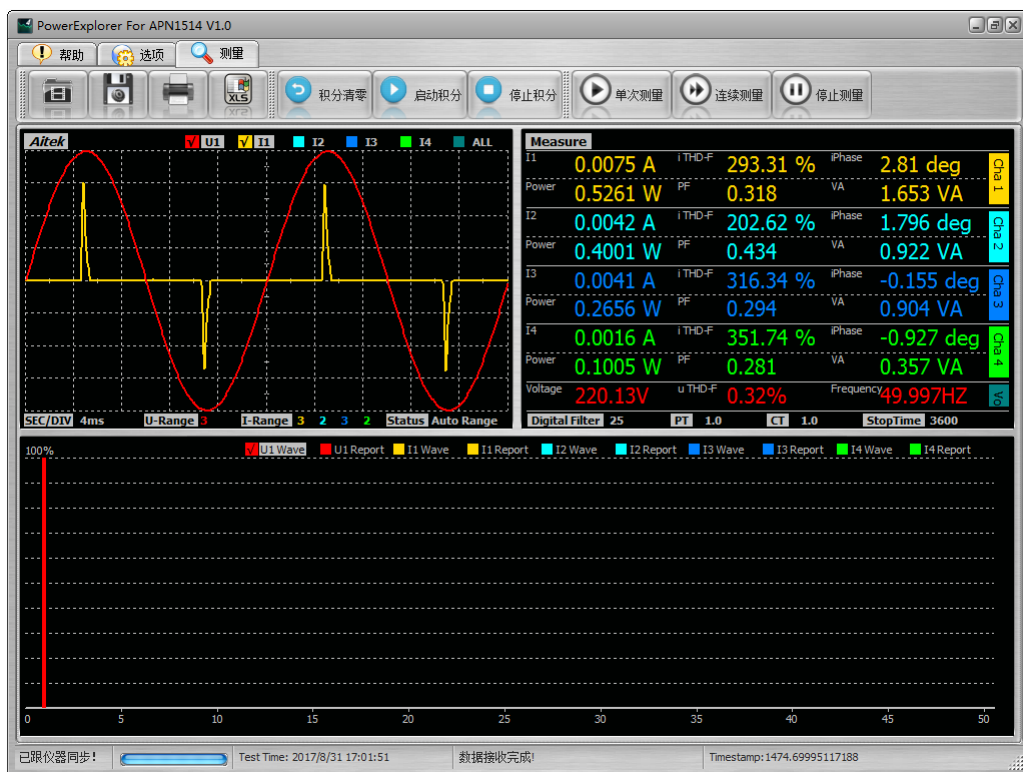 PowerExplorer For APN1514 V1.0
帮助 选项 测量
XLS 积分清零 启动积分 停止积分 单次测量 连续测量 停止测量
Aitek U1 I1 I2 I3 I4 ALL
SEC/DIV 4ms U-Range 3 I-Range 3 2 3 2 Status Auto Range
Measure
I1 0.0075 A i THD-F 293.31 % iPhase 2.81 deg
Power 0.5261 W PF 0.318 VA 1.653 VA
Cha 1
I2 0.0042 A i THD-F 202.62 % iPhase 1.796 deg
Power 0.4001 W PF 0.434 VA 0.922 VA
Cha 2
I3 0.0041 A i THD-F 316.34 % iPhase -0.155 deg
Power 0.2656 W PF 0.294 VA 0.904 VA
Cha 3
I4 0.0016 A i THD-F 351.74 % iPhase -0.927 deg
Power 0.1005 W PF 0.281 VA 0.357 VA
Cha 4
Voltage 220.13V u THD-F 0.32% Frequency 49.997HZ Vo
Digital Filter 25 PT 1.0 CT 1.0 StopTime 3600
100% U1 Wave U1 Report I1 Wave I1 Report I2 Wave I2 Report I3 Wave I3 Report I4 Wave I4 Report
0 5 10 15 20 25 30 35 40 45 50
已跟仪器同步! Test Time: 2017/8/31 17:01:51 数据接收完成! Timestamp:1474.69995117188